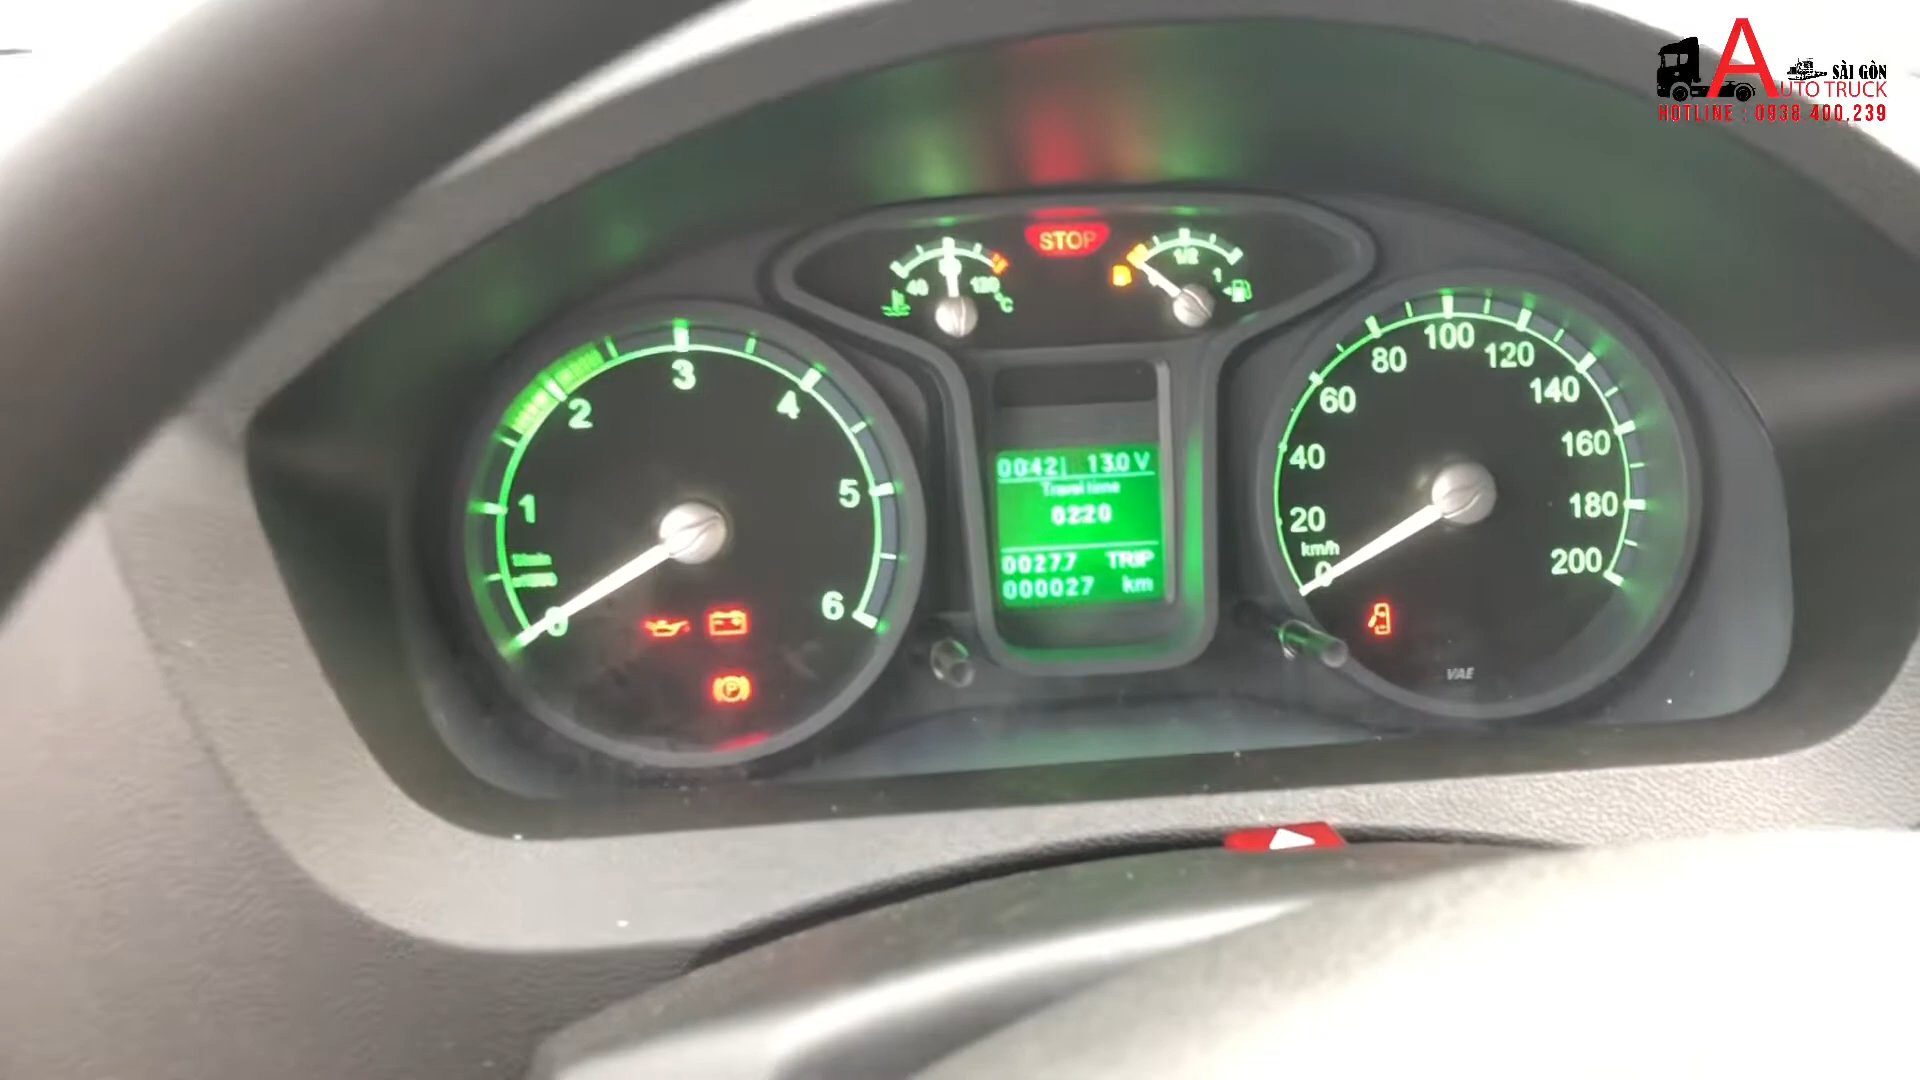 A
SÀI GÒN
UTO TRUCK
HOTLINE : 0938.400.239
STOP
40 120 °C
1/2 1
1 2 3 4 5 6
0
00:42 13.0 V
Travel time
02:20
0027.7 TRIP
000027 km
0 20 40 60 80 100 120 140 160 180 200
km/h
P
VAE